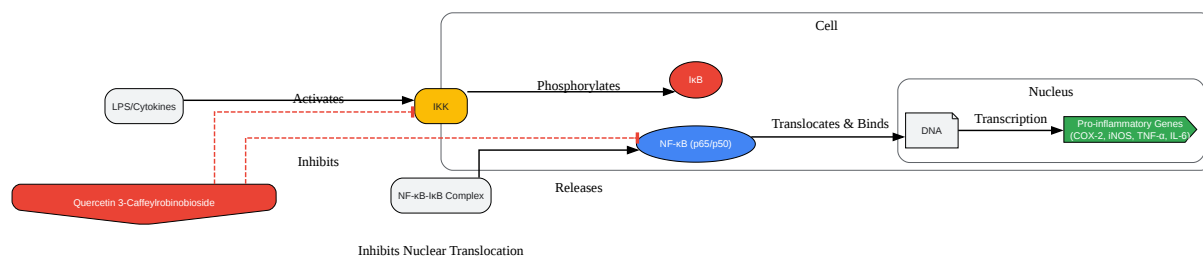 Cell
Nucleus
LPS/Cytokines
Activates
IKK
Phosphorylates
IκB
NF-κB (p65/p50)
Translocates & Binds
DNA
Transcription
Pro-inflammatory Genes
(COX-2, iNOS, TNF-α, IL-6)
Inhibits
Quercetin 3-Caffeylrobinobioside
NF-κB-IκB Complex
Releases
Inhibits Nuclear Translocation